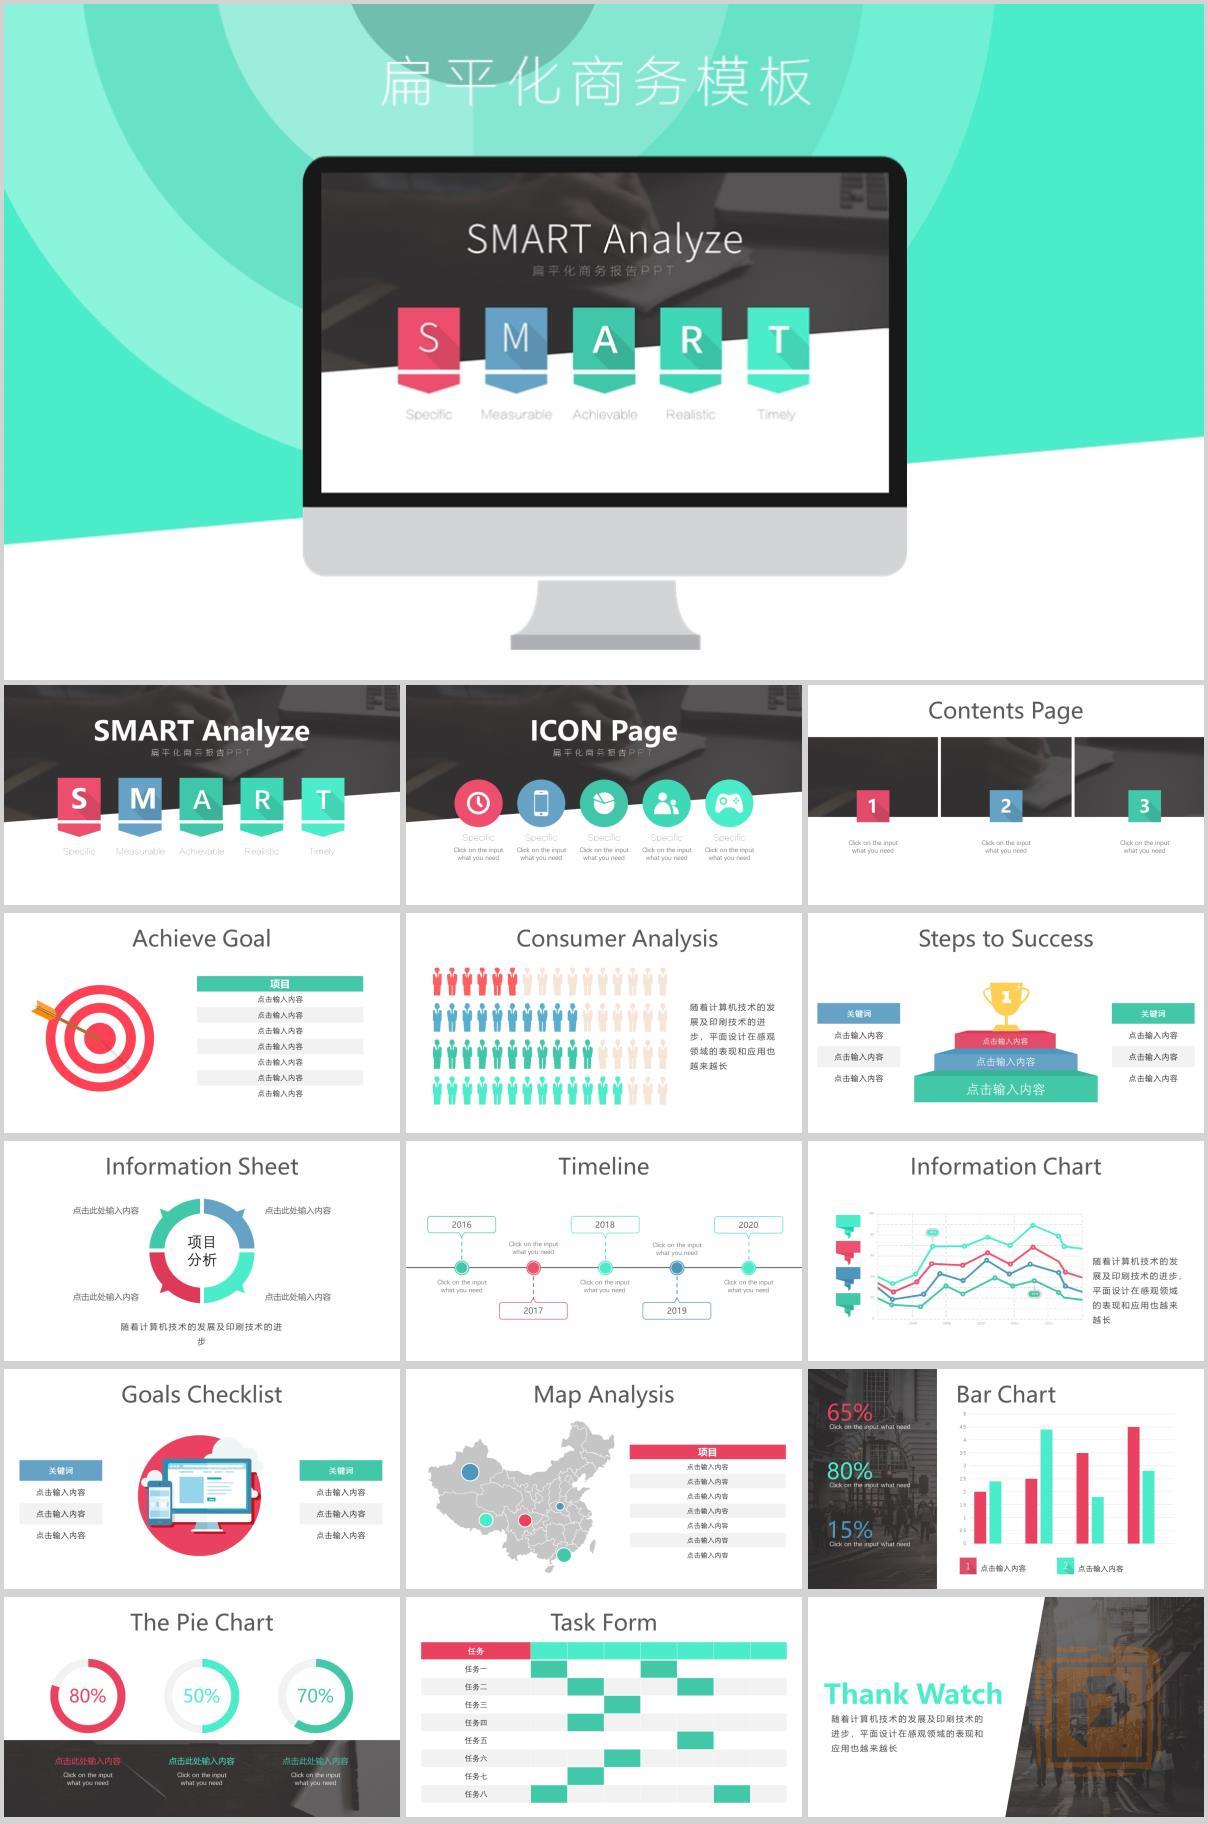 扁平化商务模板
SMART Analyze
扁平化商务报告PPT
S M A R T
Specific Measurable Achievable Realistic Timely
SMART Analyze
扁平化商务报告PPT
S M A R T
Specific Measurable Achievable Realistic Timely
ICON Page
扁平化商务报告PPT
Specific Specific Specific Specific Specific
Click on the input Click on the input Click on the input Click on the input Click on the input
what you need what you need what you need what you need what you need
Contents Page
1 2 3
Click on the input Click on the input Click on the input
what you need what you need what you need
Achieve Goal
项目
点击输入内容
点击输入内容
点击输入内容
点击输入内容
点击输入内容
点击输入内容
点击输入内容
Consumer Analysis
随着计算机技术的发
展及印刷技术的进
步，平面设计在感观
领域的表现和应用也
越来越长
Steps to Success
1
关键词
点击输入内容
点击输入内容
点击输入内容
点击输入内容
点击输入内容
点击输入内容
关键词
点击输入内容
点击输入内容
点击输入内容
Information Sheet
点击此处输入内容 点击此处输入内容
项目
分析
点击此处输入内容 点击此处输入内容
随着计算机技术的发展及印刷技术的进
步
Timeline
2016 2018 2020
Click on the input Click on the input
what you need what you need
Click on the input Click on the input Click on the input
what you need what you need what you need
2017 2019
Information Chart
随着计算机技术的发
展及印刷技术的进步，
平面设计在感观领域
的表现和应用也越来
越长
Goals Checklist
关键词
点击输入内容
点击输入内容
点击输入内容
关键词
点击输入内容
点击输入内容
点击输入内容
Map Analysis
项目
点击输入内容
点击输入内容
点击输入内容
点击输入内容
点击输入内容
点击输入内容
点击输入内容
65%
Click on the input what need
80%
Click on the input what need
15%
Click on the input what need
Bar Chart
5
4.5
4
3.5
3
2.5
2
1.5
1
0.5
0
1 点击输入内容 2 点击输入内容
The Pie Chart
80% 50% 70%
点击此处输入内容 点击此处输入内容 点击此处输入内容
Click on the input Click on the input Click on the input
what you need what you need what you need
Task Form
任务
任务一
任务二
任务三
任务四
任务五
任务六
任务七
任务八
Thank Watch
随着计算机技术的发展及印刷技术的
进步，平面设计在感观领域的表现和
应用也越来越长